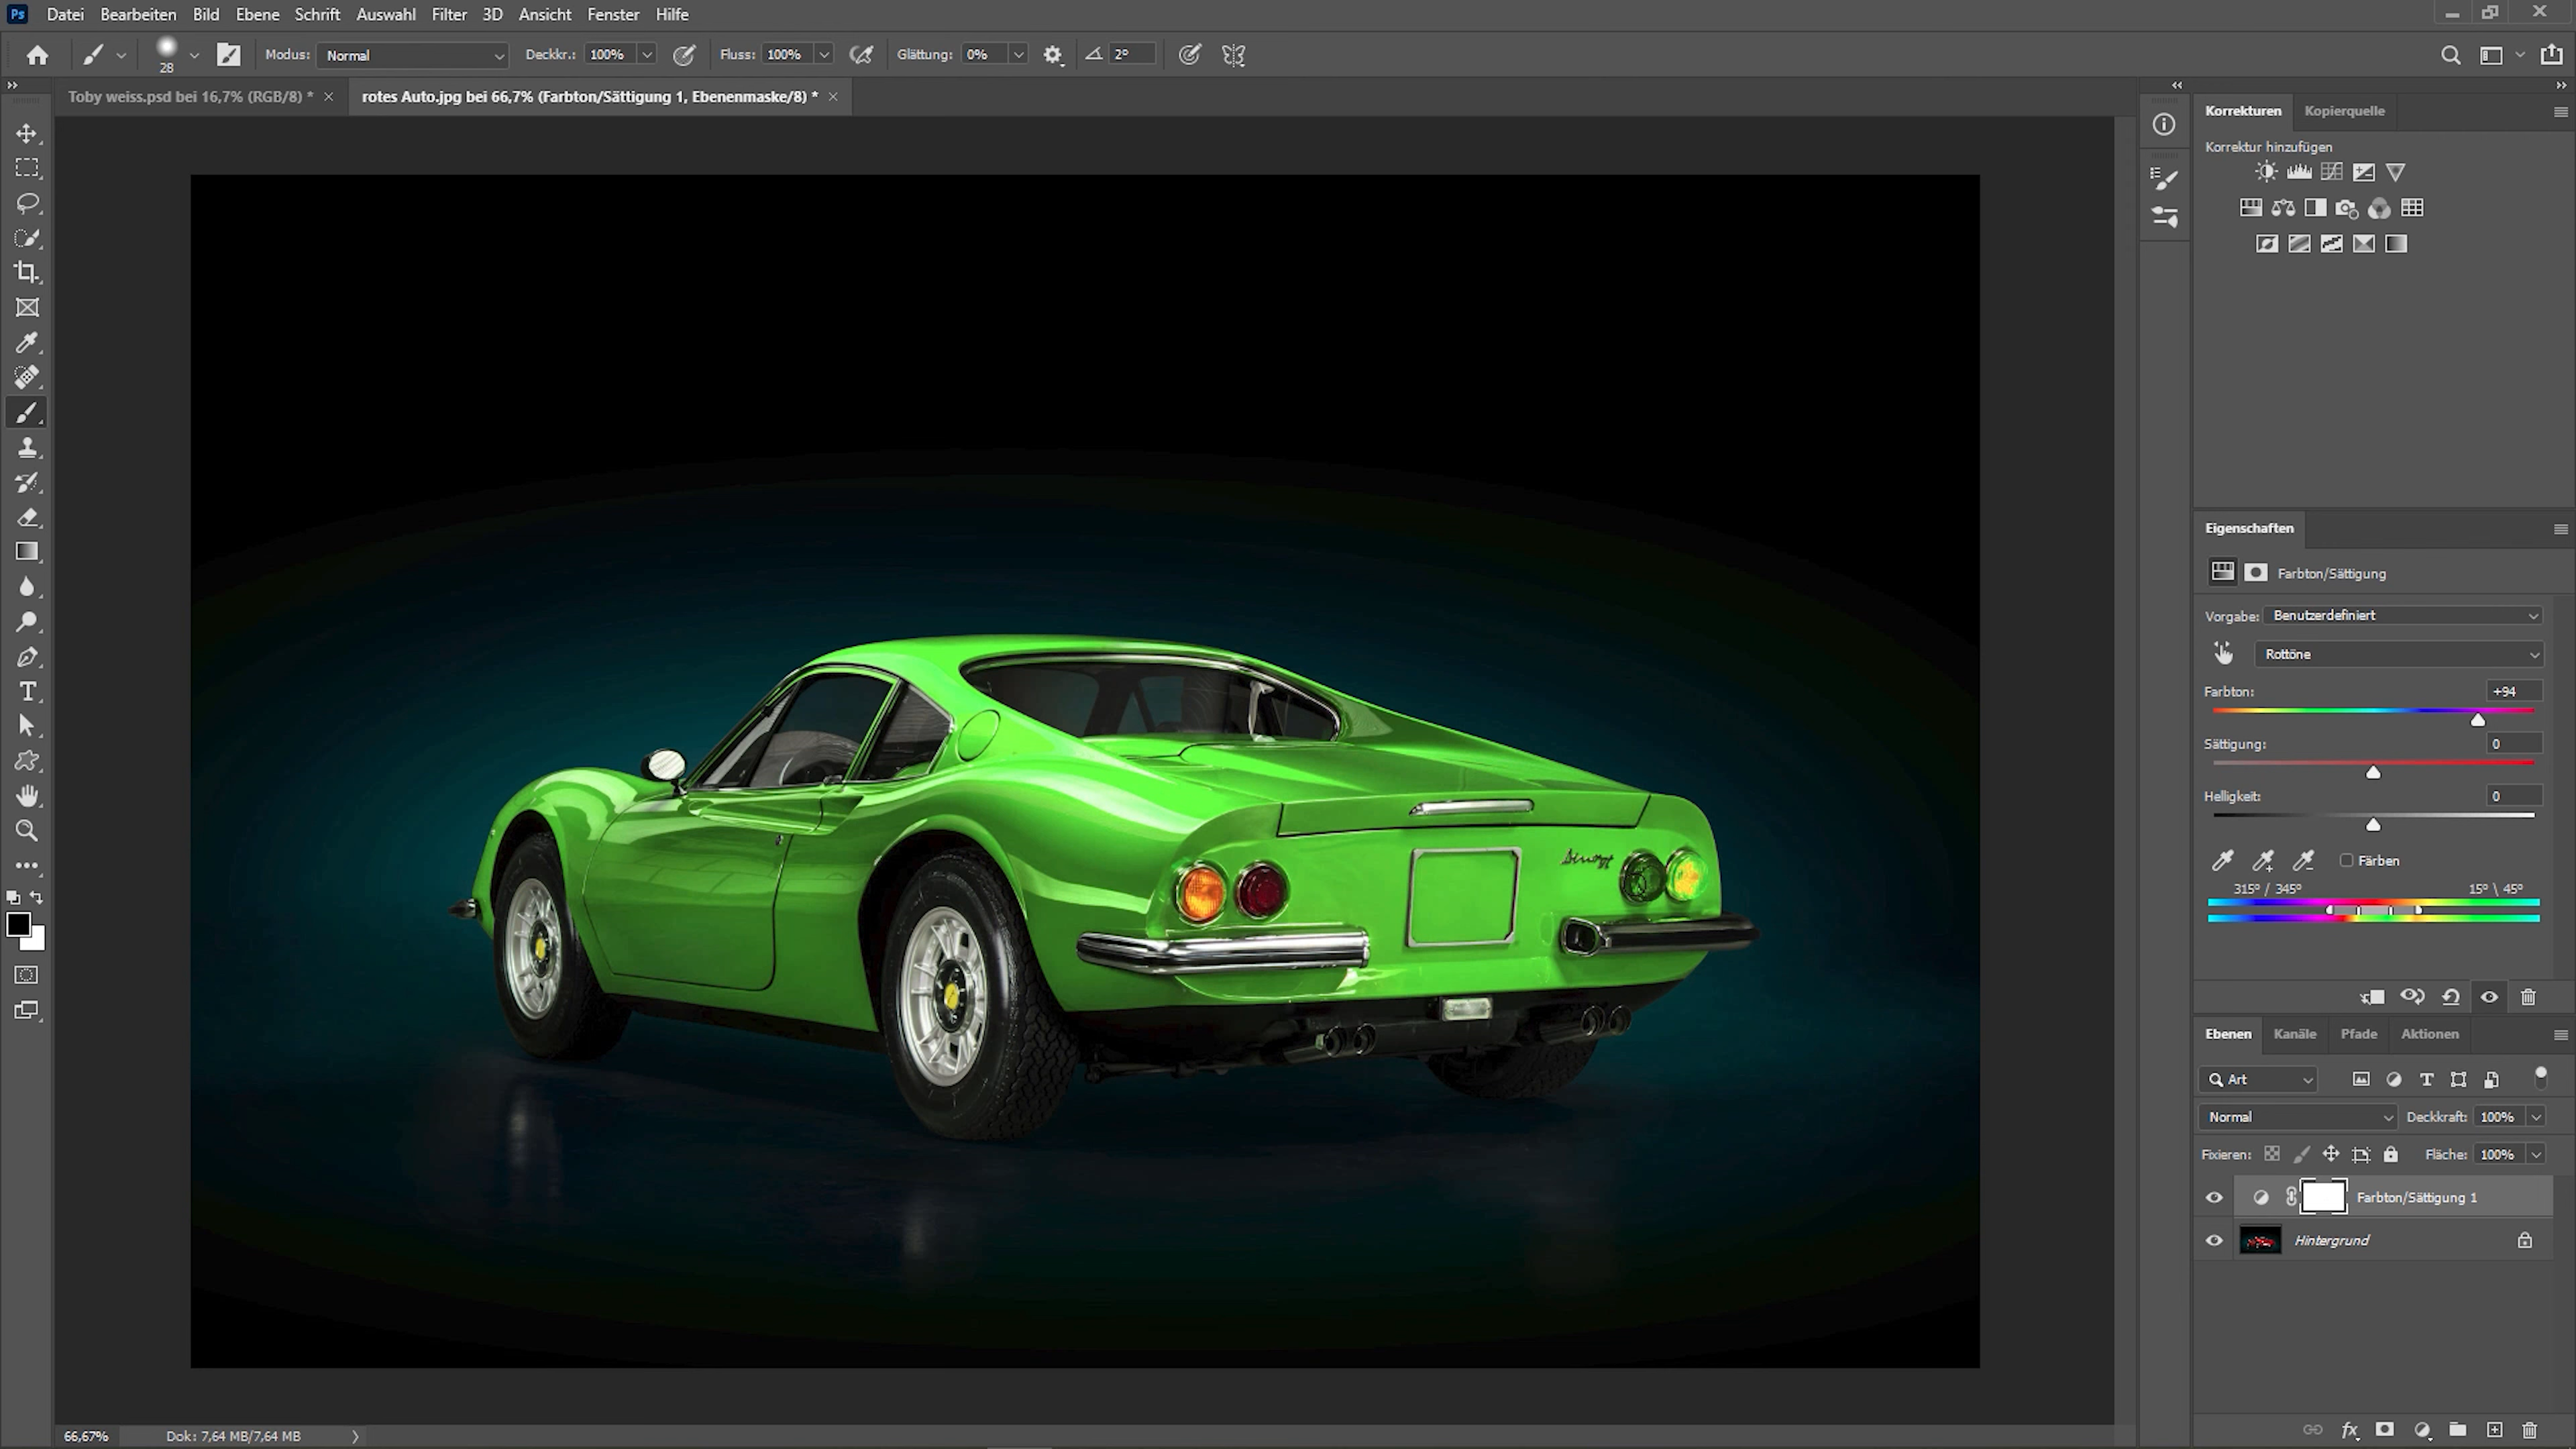 Ps Datei Bearbeiten Bild Ebene Schrift Auswahl Filter 3D Ansicht Fenster Hilfe
28 Modus: Normal Deckkr.: 100% Fluss: 100% Glättung: 0% 2°
Toby weiss.psd bei 16,7% (RGB/8) * × rotes Auto.jpg bei 66,7% (Farbton/Sättigung 1, Ebenenmaske/8) * ×
Korrekturen Kopierquelle
Korrektur hinzufügen
Eigenschaften
Farbton/Sättigung
Vorgabe: Benutzerdefiniert
Rottöne
Farbton: +94
Sättigung: 0
Helligkeit: 0
Färben
315° / 345° 15° \ 45°
Ebenen Kanäle Pfade Aktionen
Art
Normal Deckkraft: 100%
Fixieren: Fläche: 100%
Farbton/Sättigung 1
Hintergrund
fx
66,67% Dok: 7,64 MB/7,64 MB